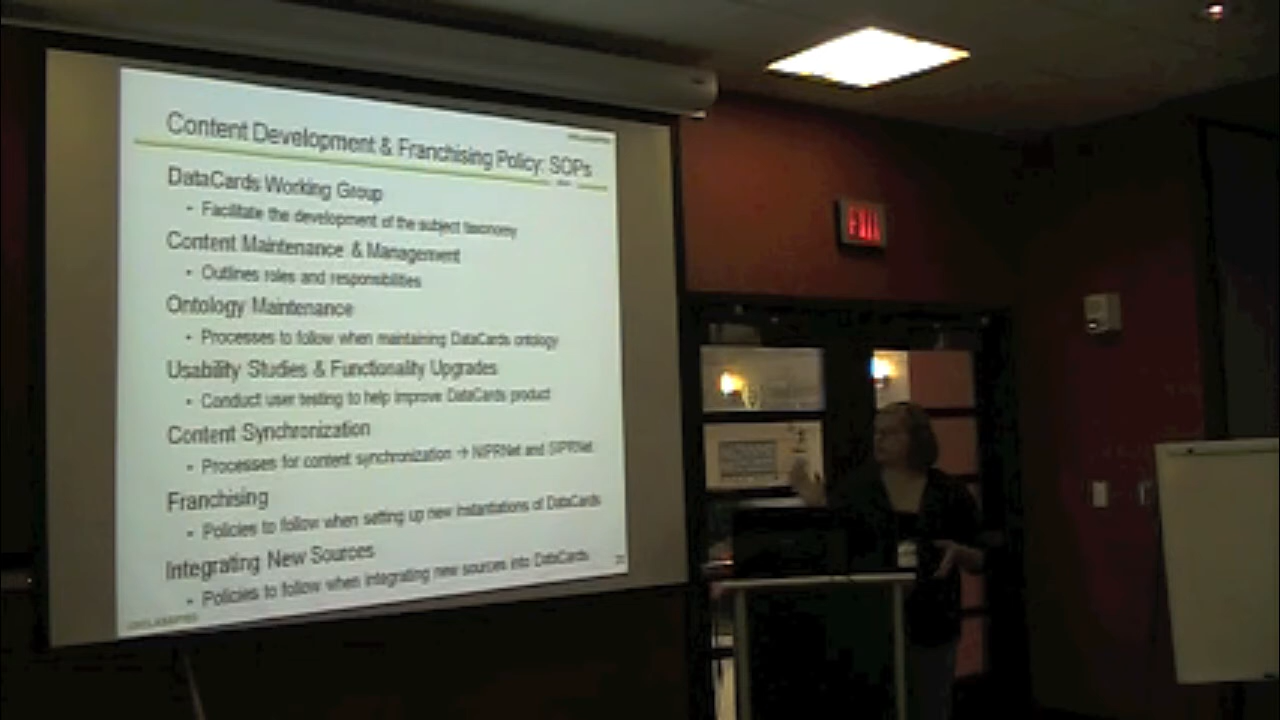 Content Development & Franchising Policy: SOPs
DataCards Working Group
• Facilitate the development of the subject taxonomy
Content Maintenance & Management
• Outlines roles and responsibilities
Ontology Maintenance
• Processes to follow when maintaining DataCards ontology
Usability Studies & Functionality Upgrades
• Conduct user testing to help improve DataCards product
Content Synchronization
• Processes for content synchronization → NIPRNet and SIPRNet
Franchising
• Policies to follow when setting up new instantiations of DataCards
Integrating New Sources
• Policies to follow when integrating new sources into DataCards
UNCLASSIFIED